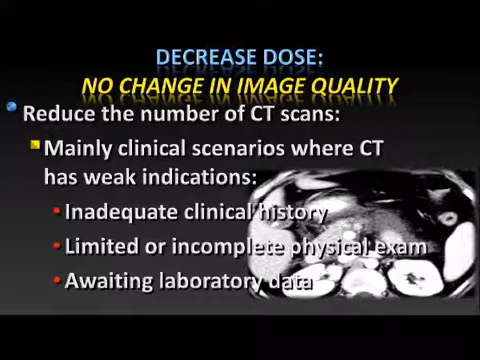 DECREASE DOSE:
NO CHANGE IN IMAGE QUALITY
Reduce the number of CT scans:
Mainly clinical scenarios where CT
has weak indications:
Inadequate clinical history
Limited or incomplete physical exam
Awaiting laboratory data